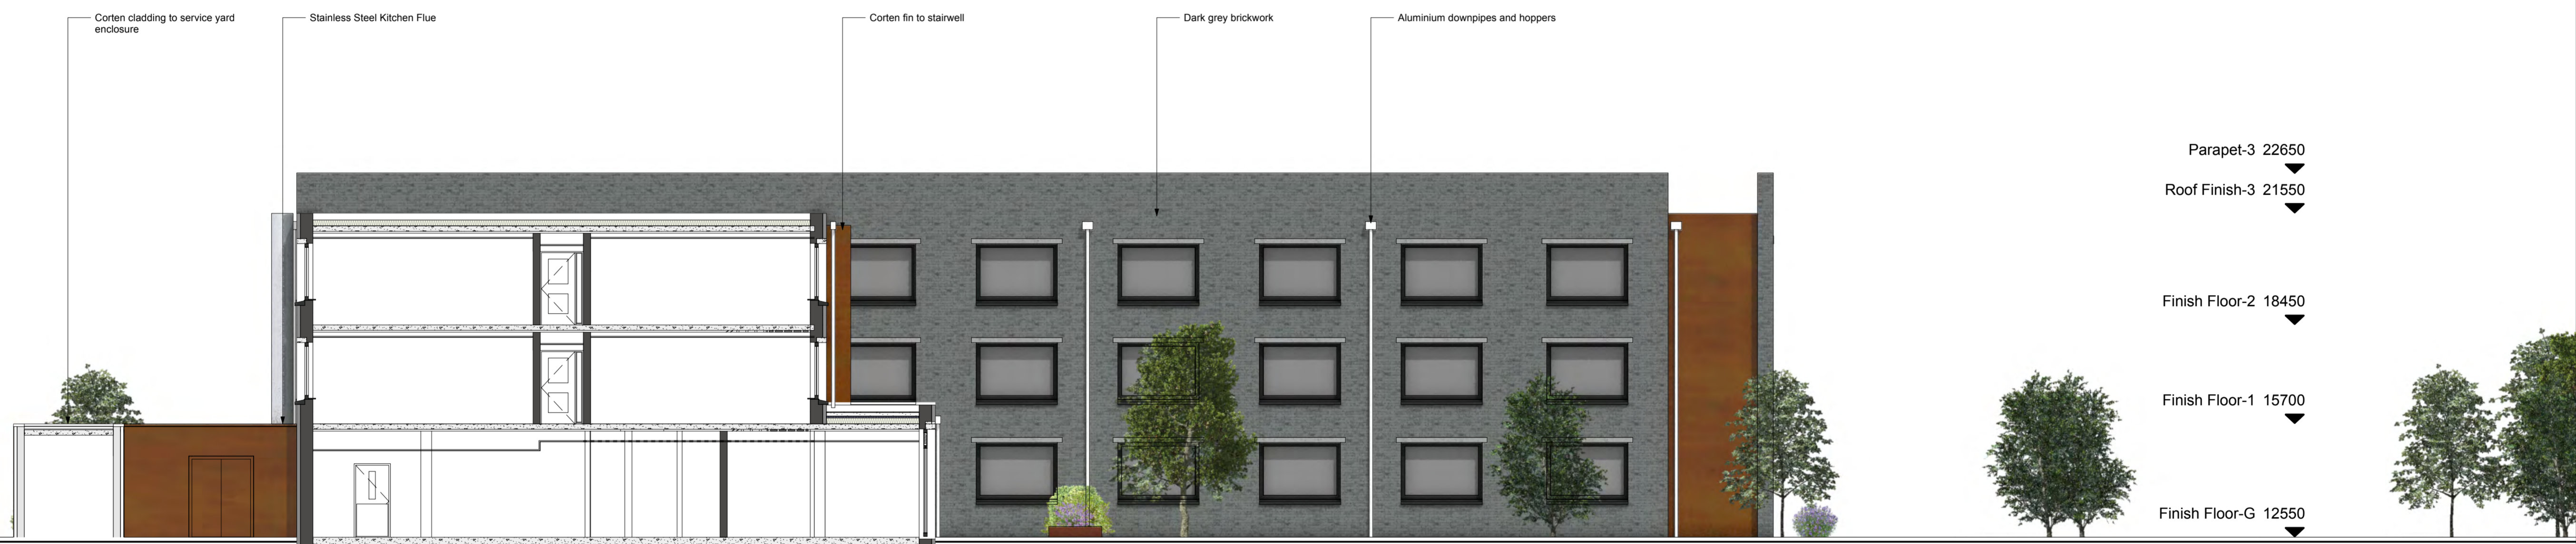 Corten cladding to service yard
enclosure
Stainless Steel Kitchen Flue
Corten fin to stairwell
Dark grey brickwork
Aluminium downpipes and hoppers
Parapet-3 22650
Roof Finish-3 21550
Finish Floor-2 18450
Finish Floor-1 15700
Finish Floor-G 12550